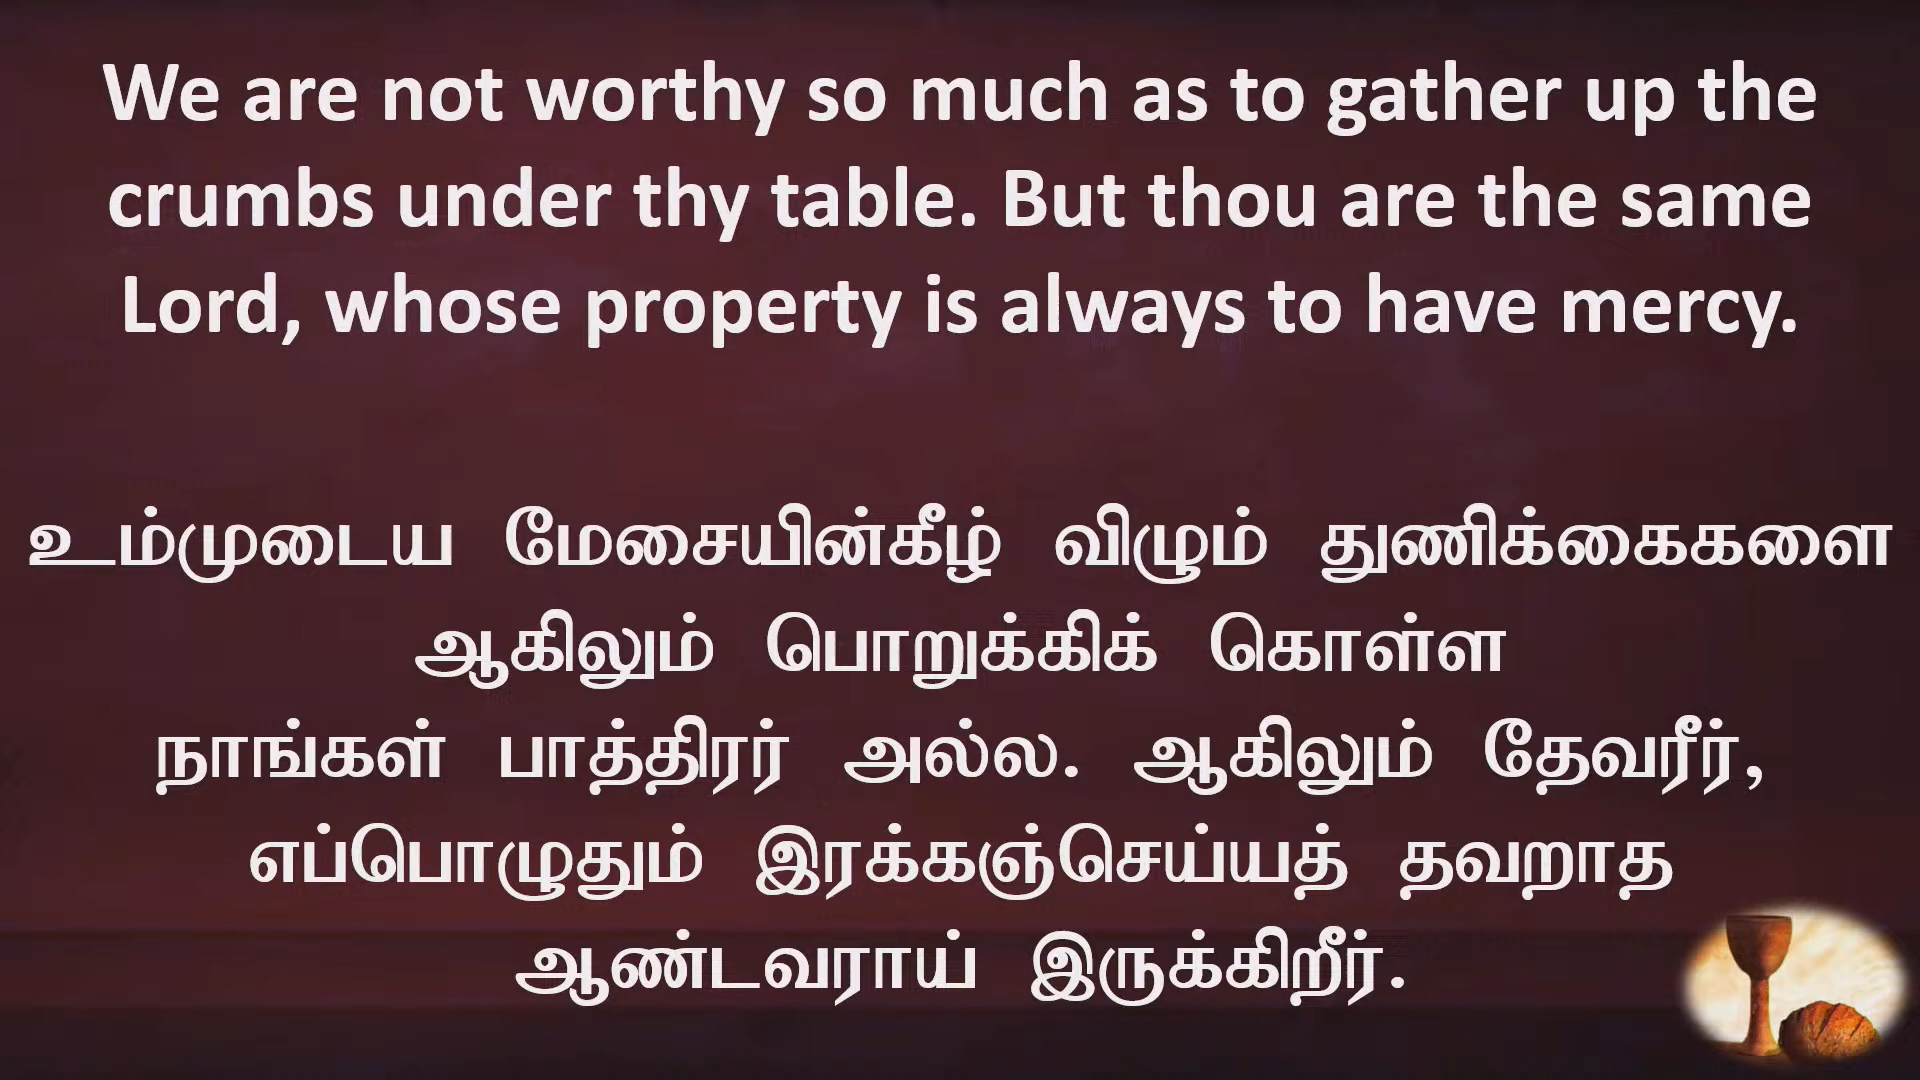 We are not worthy so much as to gather up the
crumbs under thy table. But thou are the same
Lord, whose property is always to have mercy.
உம்முடைய மேசையின்கீழ் விழும் துணிக்கைகளை
ஆகிலும் பொறுக்கிக் கொள்ள
நாங்கள் பாத்திரர் அல்ல. ஆகிலும் தேவரீர்,
எப்பொழுதும் இரக்கஞ்செய்யத் தவறாத
ஆண்டவராய் இருக்கிறீர்.